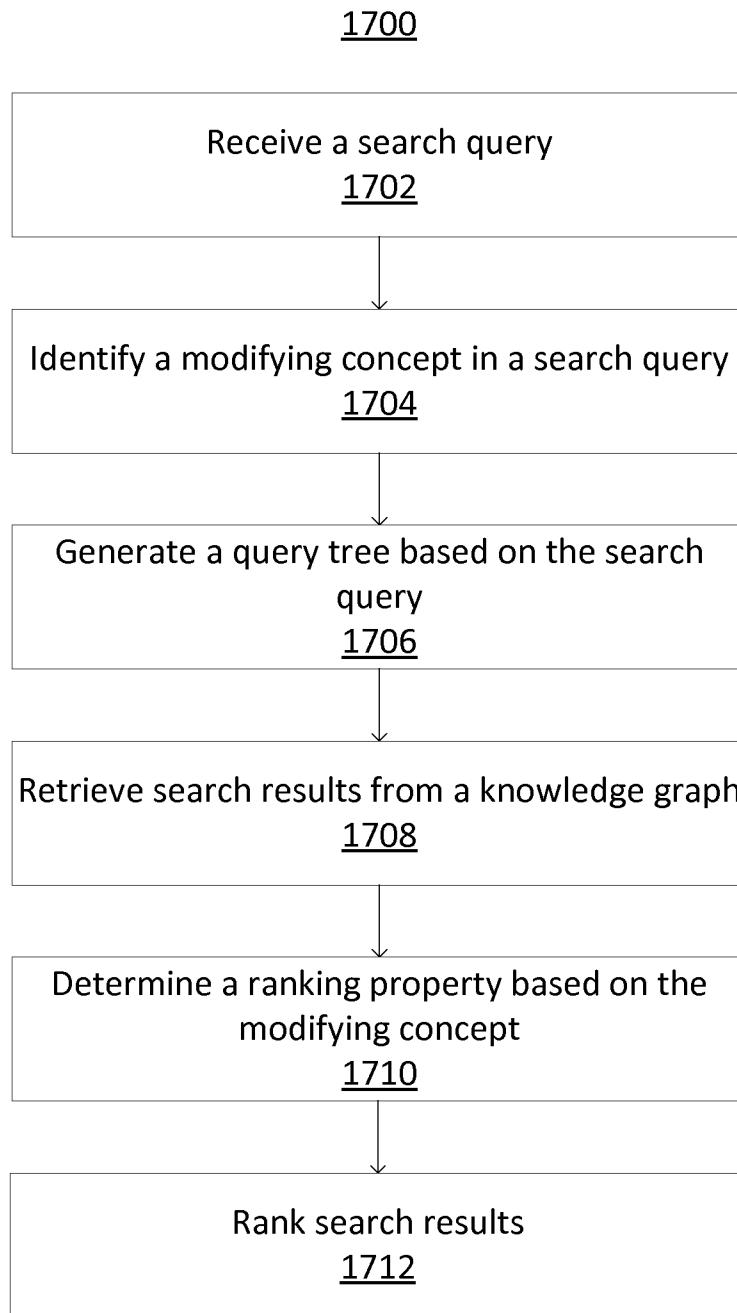 1700
Receive a search query
1702
Identify a modifying concept in a search query
1704
Generate a query tree based on the search
query
1706
Retrieve search results from a knowledge graph
1708
Determine a ranking property based on the
modifying concept
1710
Rank search results
1712